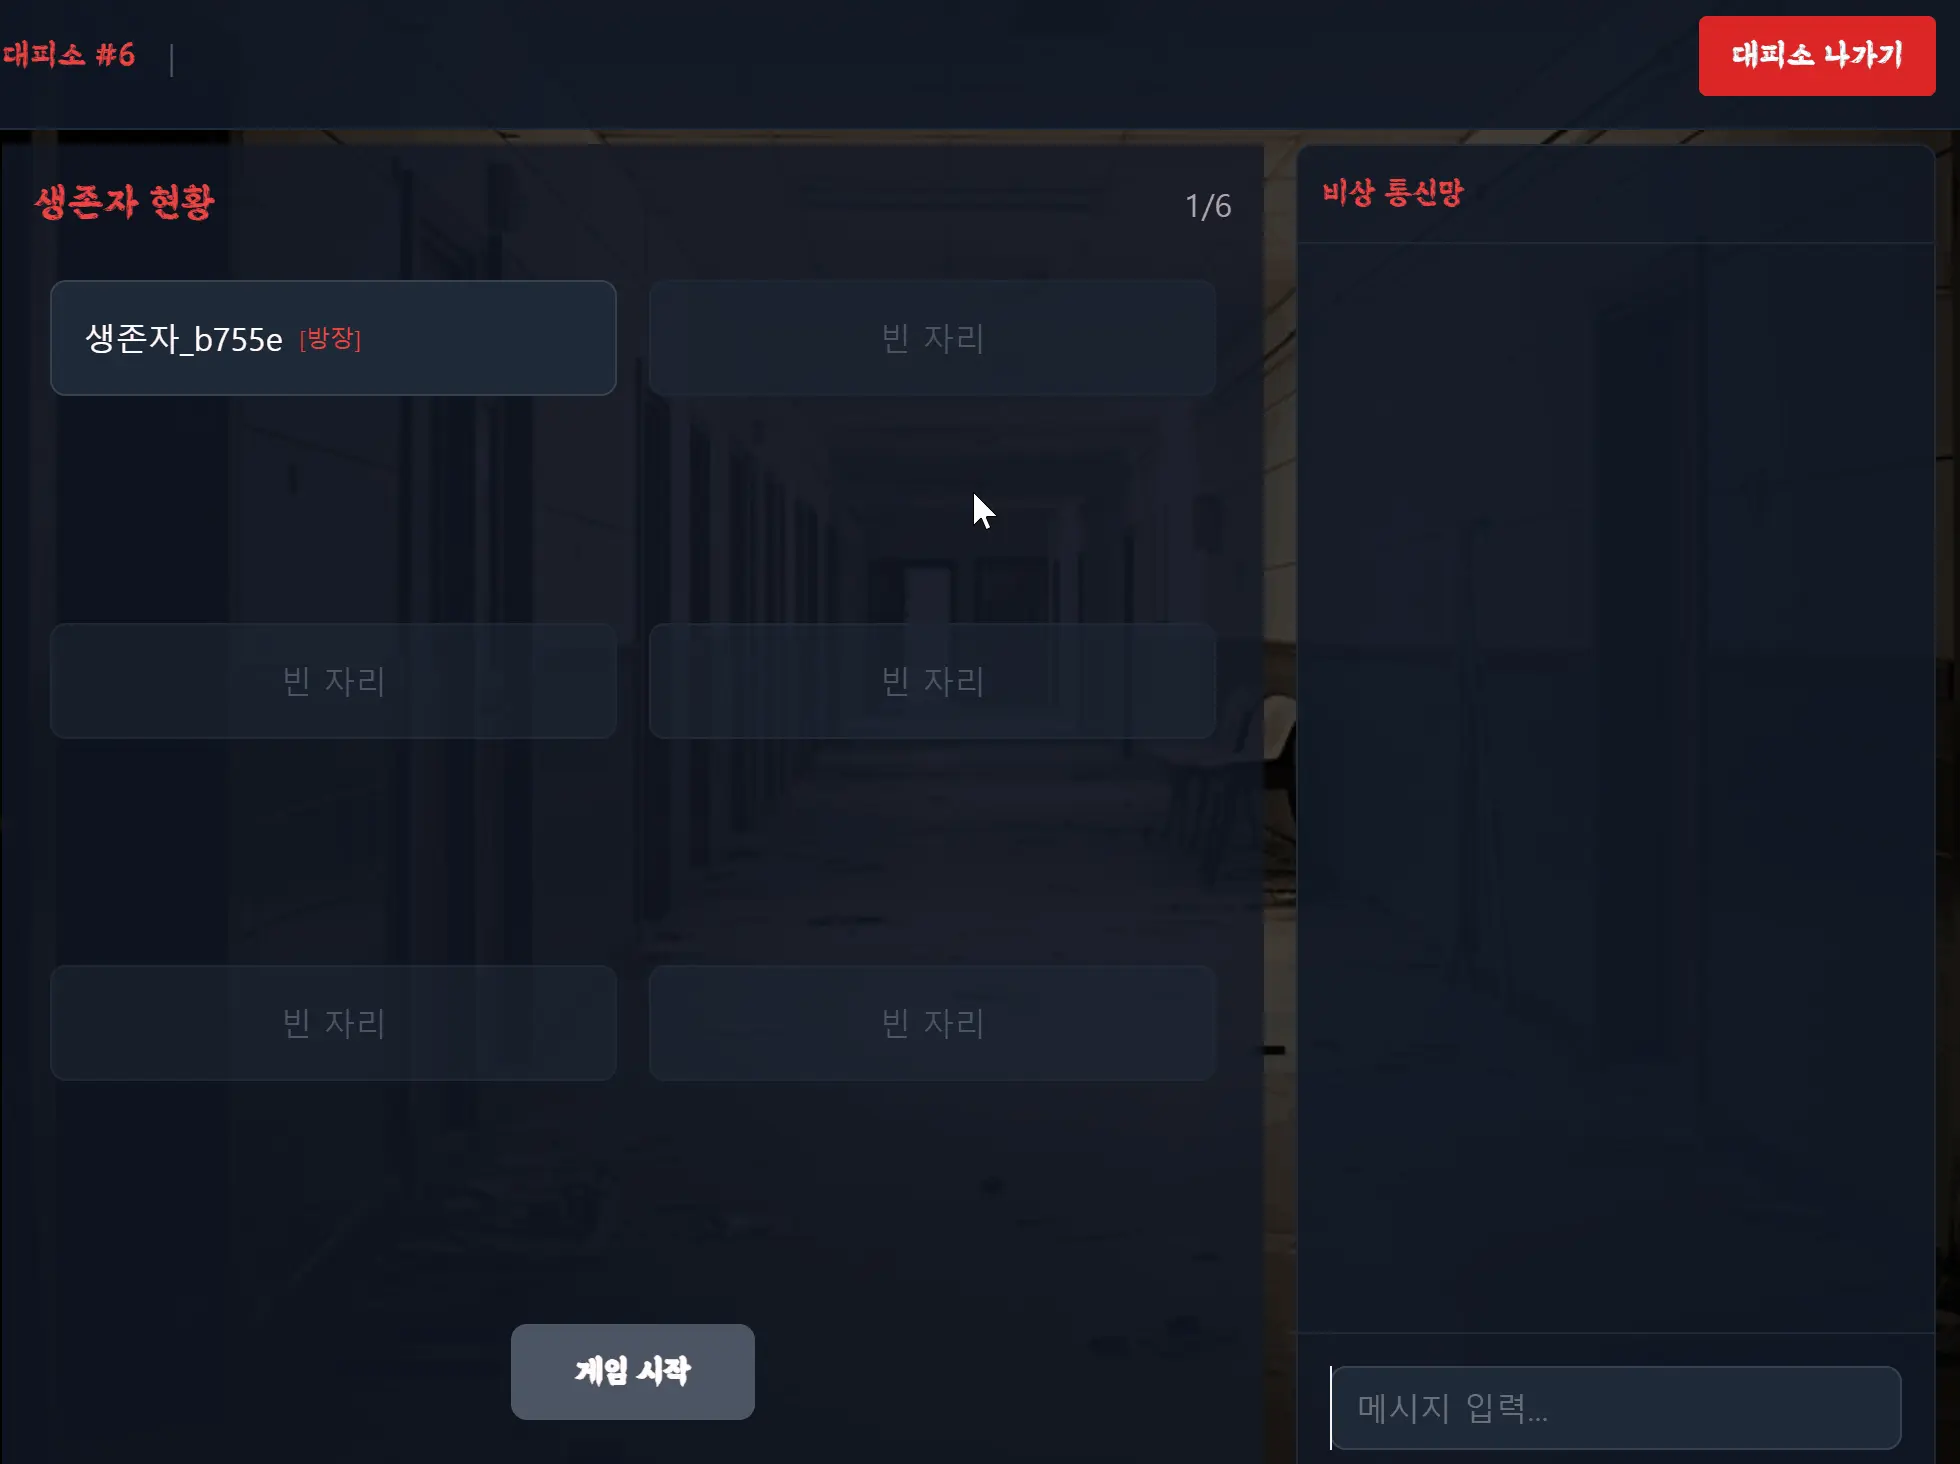 대피소 #6 |
대피소 나가기
생존자 현황
1/6
생존자_b755e [방장]
빈 자리
빈 자리
빈 자리
빈 자리
빈 자리
게임 시작
비상 통신망
메시지 입력...